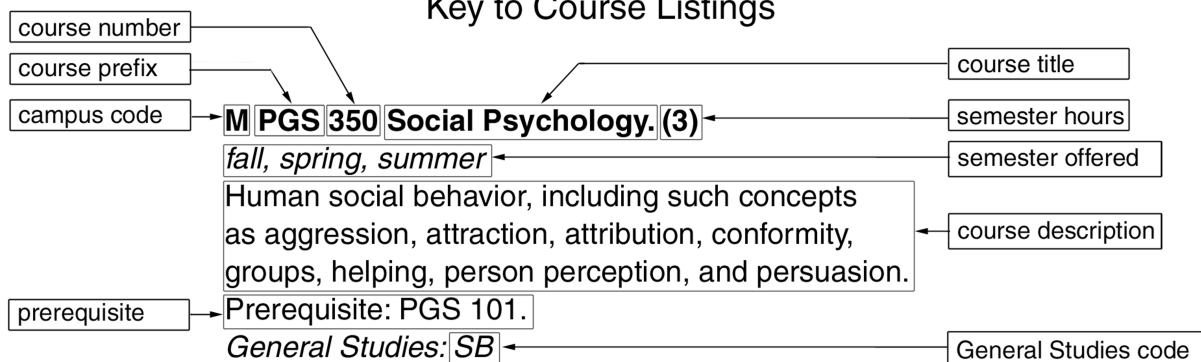 Key to Course Listings
course number
course prefix
course title
campus code
M PGS 350 Social Psychology. (3)
semester hours
fall, spring, summer
semester offered
Human social behavior, including such concepts
as aggression, attraction, attribution, conformity,
groups, helping, person perception, and persuasion.
course description
prerequisite
Prerequisite: PGS 101.
General Studies: SB
General Studies code